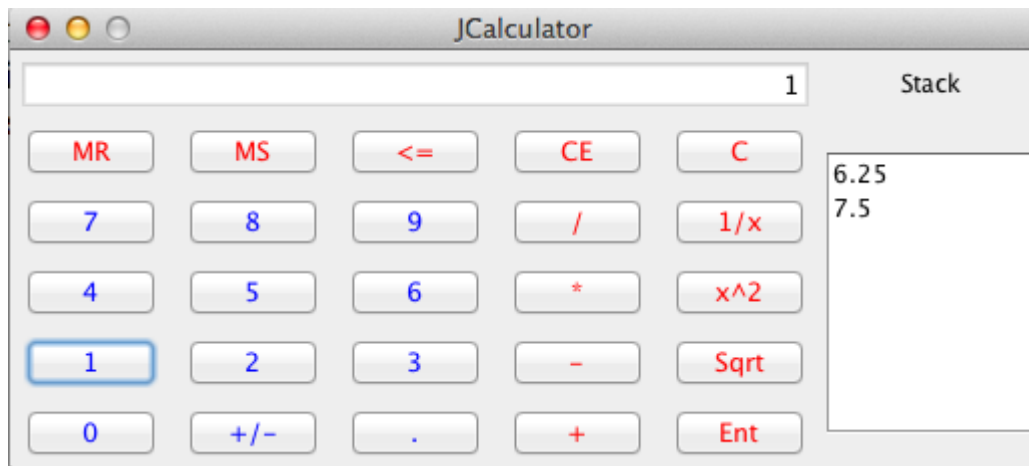 JCalculator
1
Stack
MR MS <= CE C
6.25
7 8 9 / 1/x
7.5
4 5 6 * x^2
1 2 3 - Sqrt
0 +/- . + Ent